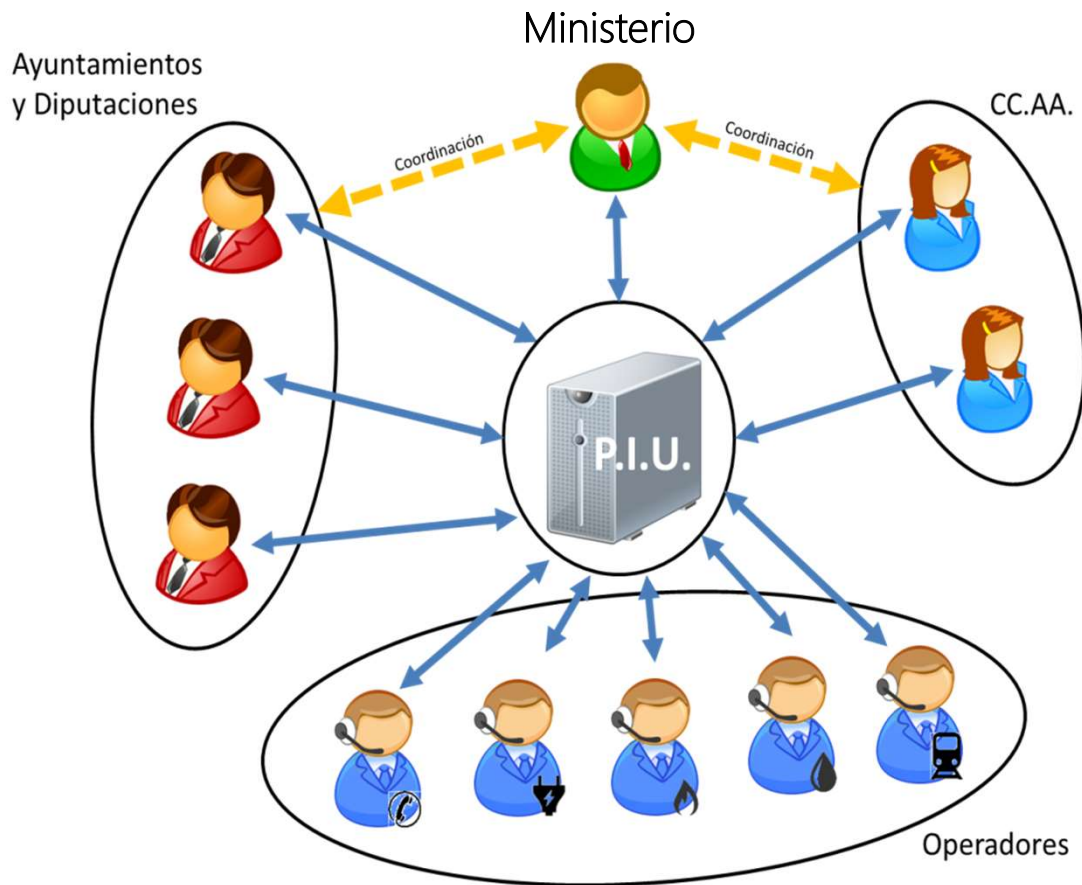 Ministerio
Ayuntamientos
y Diputaciones
CC.AA.
Coordinación
Coordinación
P.I.U.
Operadores